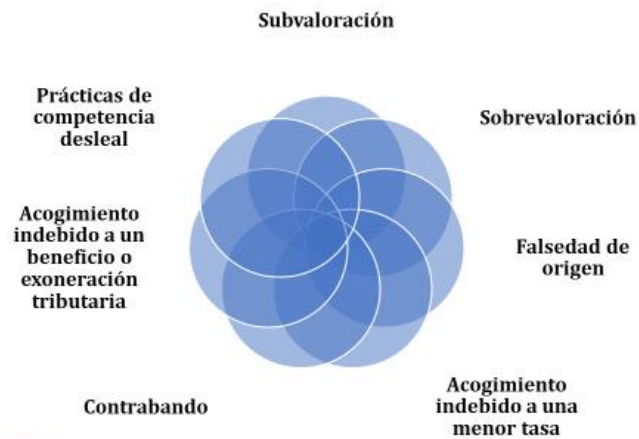 Subvaloración
Sobrevaloración
Falsedad de
origen
Acogimiento
indebido a una
menor tasa
Contrabando
Acogimiento
indebido a un
beneficio o
exoneración
tributaria
Prácticas de
competencia
desleal